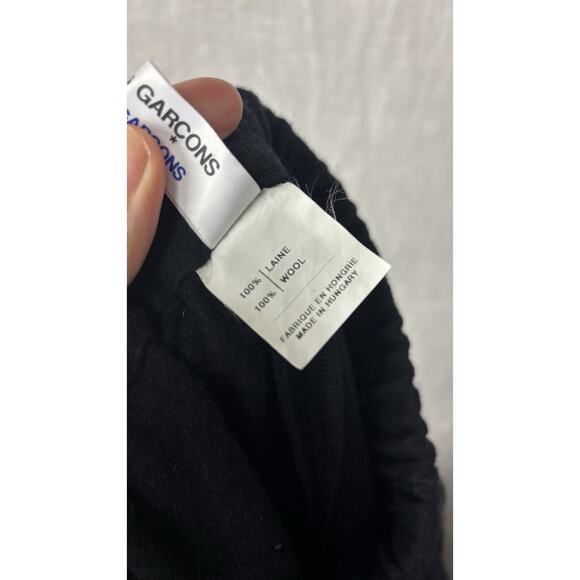 GARCONS
*
GARCONS
100% | LAINE
100% | WOOL
FABRIQUE EN HONGRIE
MADE IN HUNGARY